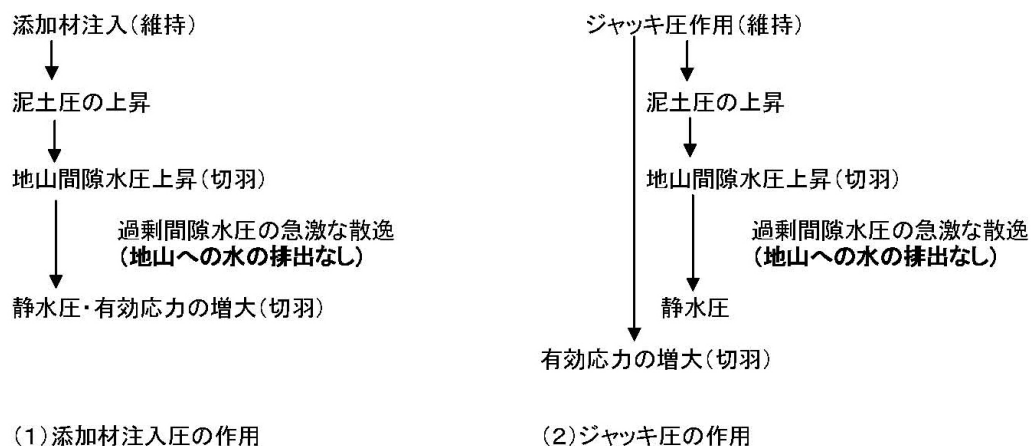 添加材注入(維持)
泥土圧の上昇
地山間隙水圧上昇(切羽)
過剰間隙水圧の急激な散逸
(地山への水の排出なし)
静水圧・有効応力の増大(切羽)
(1)添加材注入圧の作用
ジャッキ圧作用(維持)
泥土圧の上昇
地山間隙水圧上昇(切羽)
過剰間隙水圧の急激な散逸
(地山への水の排出なし)
静水圧
有効応力の増大(切羽)
(2)ジャッキ圧の作用